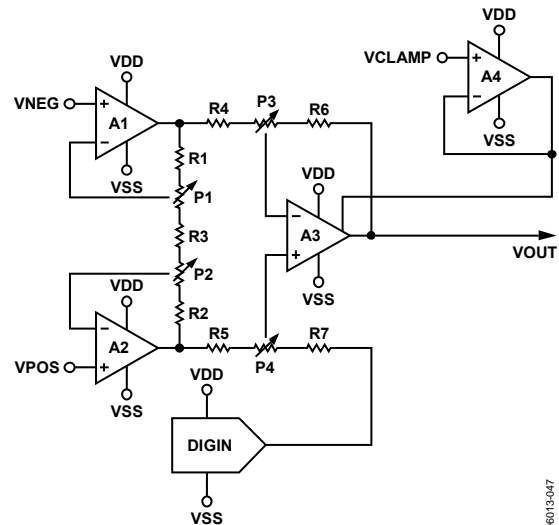 VDD
VCLAMP
+
A4
−
VSS
VDD
VNEG
+
A1
−
VSS
R4
P3
R6
R1
P1
R3
P2
R2
VDD
−
A3
+
VSS
VOUT
VDD
−
A2
+
VPOS
VSS
R5
P4
R7
VDD
DIGIN
VSS
6013-047